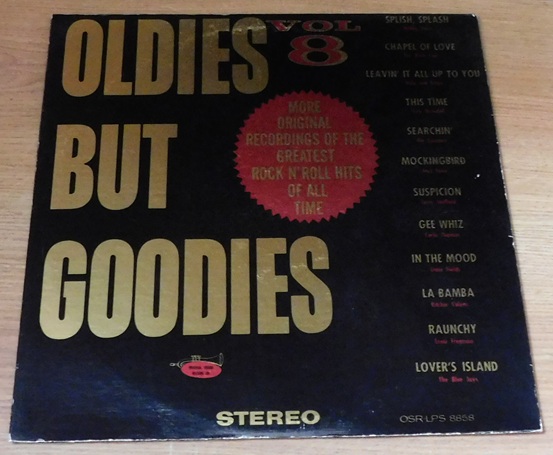 OLDIES
BUT
GOODIES
VOL
8
MORE
ORIGINAL
RECORDINGS OF THE
GREATEST
ROCK N' ROLL HITS
OF ALL
TIME
SPLISH, SPLASH
CHAPEL OF LOVE
LEAVIN' IT ALL UP TO YOU
THIS TIME
SEARCHIN'
MOCKINGBIRD
SUSPICION
GEE WHIZ
IN THE MOOD
LA BAMBA
RAUNCHY
LOVER'S ISLAND
The Blue Jays
STEREO
OSR-LPS 8858